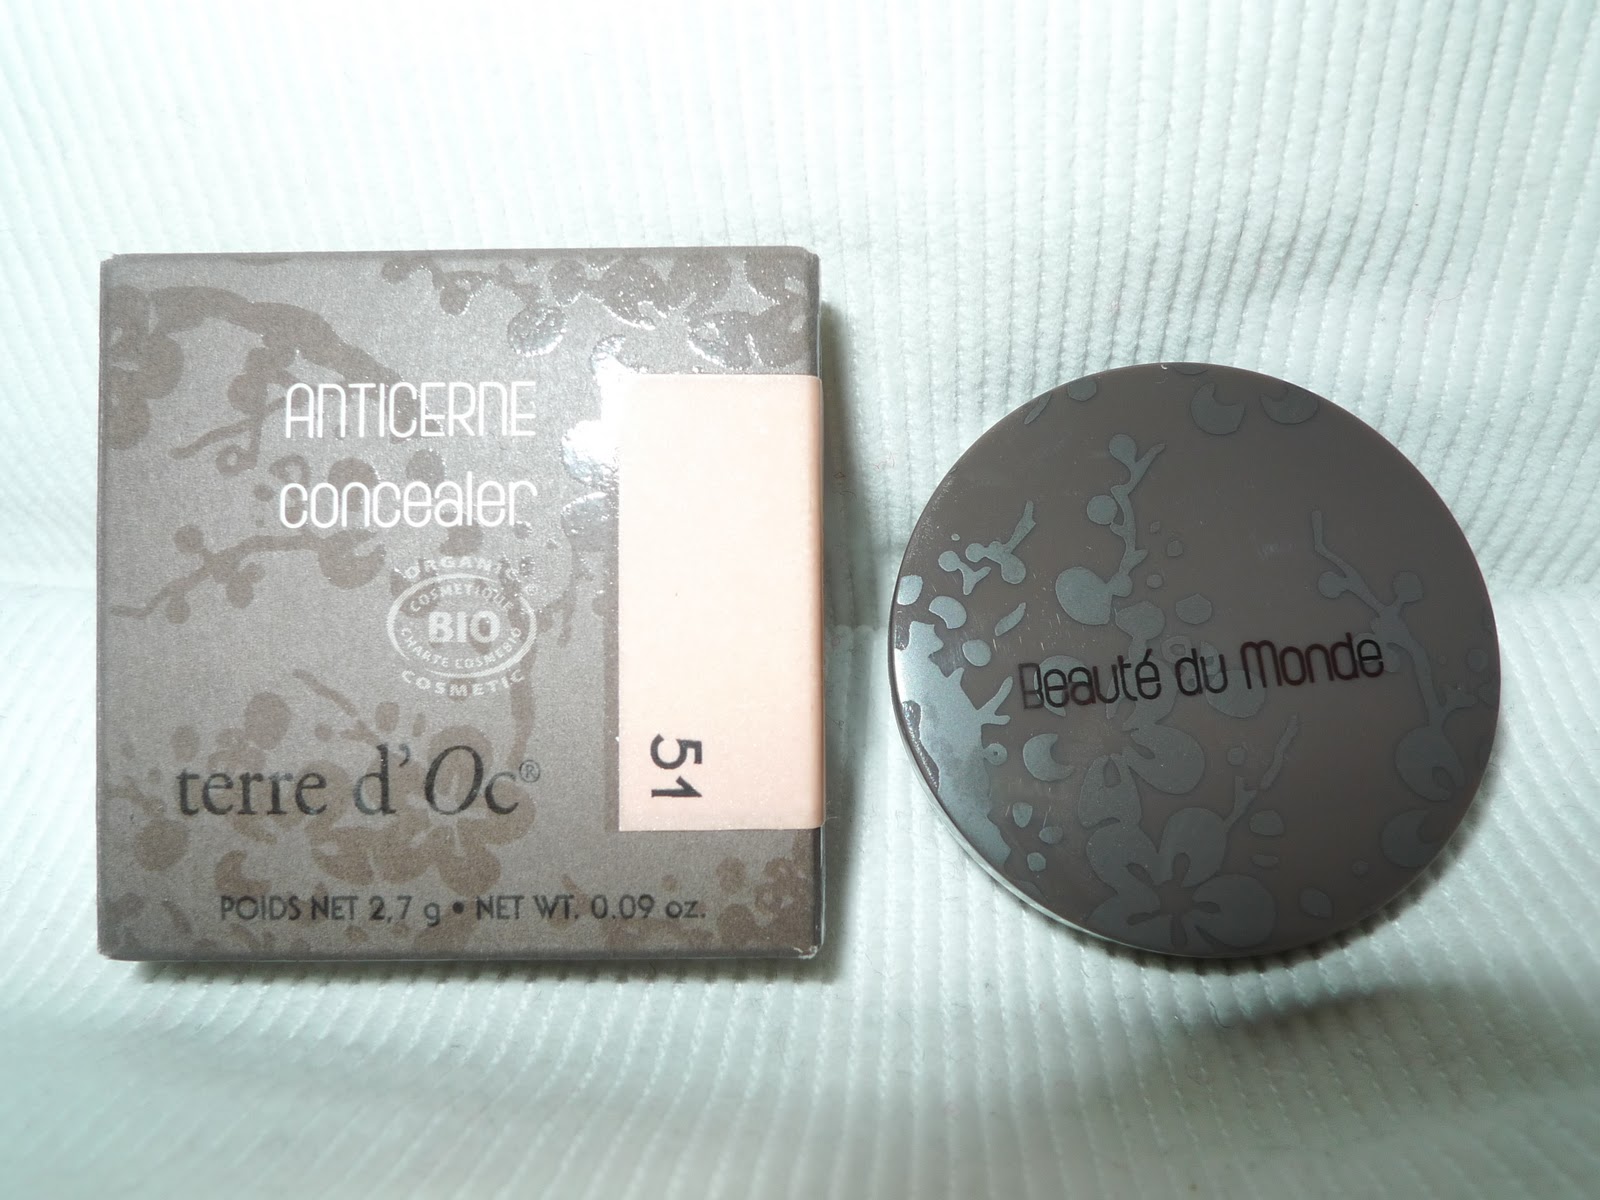 ANTICERNE
concealer
ORGANIC
COSMETIQUE
BIO
CHARTE COSMEBIO
COSMETIC
51
terre d'Oc®
POIDS NET 2,7 g • NET WT. 0.09 oz.
Beauté du Monde